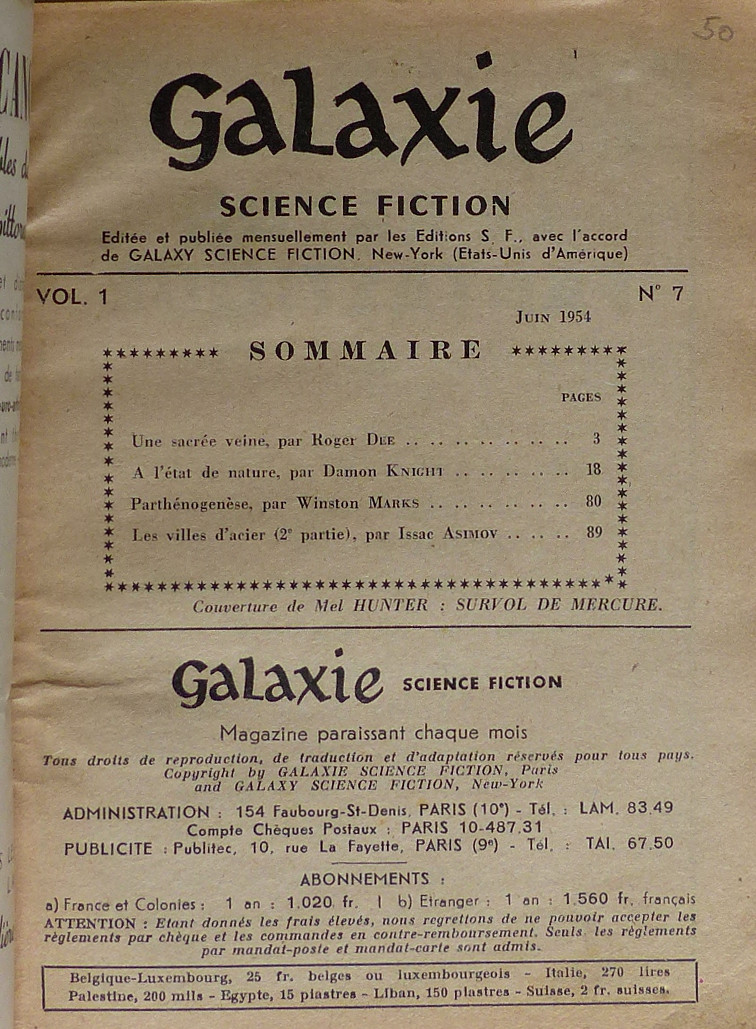 50
Galaxie
SCIENCE FICTION
Editée et publiée mensuellement par les Editions S. F., avec l'accord
de GALAXY SCIENCE FICTION. New-York (Etats-Unis d'Amérique)
VOL. 1 N° 7
JUIN 1954
SOMMAIRE
PAGES
Une sacrée veine, par Roger DEE .. .. .. .. .. .. .. 3
A l'état de nature, par Damon KNIGHT .. .. .. .. .. 18
Parthénogenèse, par Winston MARKS .. .. .. .. .. .. 80
Les villes d'acier (2e partie), par Issac ASIMOV .. .. .. 89
Couverture de Mel HUNTER : SURVOL DE MERCURE.
Galaxie SCIENCE FICTION
Magazine paraissant chaque mois
Tous droits de reproduction, de traduction et d'adaptation réservés pour tous pays.
Copyright by GALAXIE SCIENCE FICTION, Paris
and GALAXY SCIENCE FICTION, New-York
ADMINISTRATION : 154 Faubourg-St-Denis, PARIS (10e) - Tél. : LAM. 83.49
Compte Chèques Postaux : PARIS 10-487.31
PUBLICITE : Publitec, 10, rue La Fayette, PARIS (9e) - Tél. : TAI. 67.50
ABONNEMENTS :
a) France et Colonies : 1 an : 1.020 fr. | b) Etranger : 1 an : 1.560 fr. français
ATTENTION : Etant donnés les frais élevés, nous regrettons de ne pouvoir accepter les
règlements par chèque et les commandes en contre-remboursement. Seuls les règlements
par mandat-poste et mandat-carte sont admis.
Belgique-Luxembourg, 25 fr. belges ou luxembourgeois - Italie, 270 lires
Palestine, 200 mils - Egypte, 15 piastres - Liban, 150 piastres - Suisse, 2 fr. suisses.